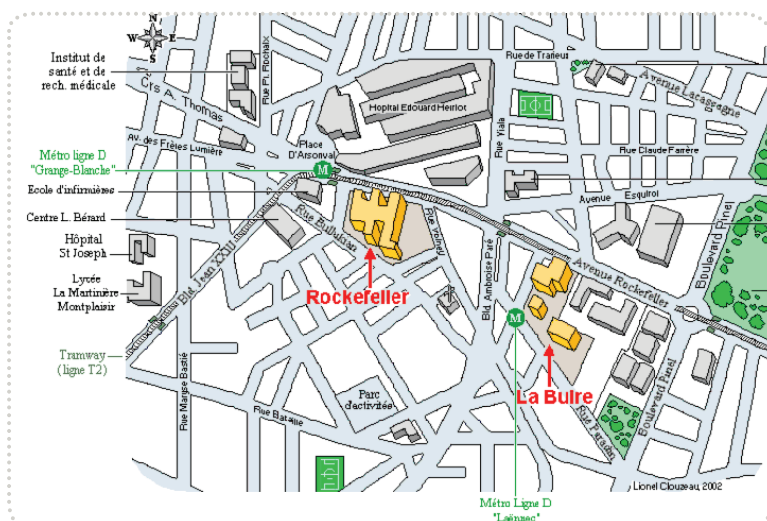 N
W E
S
Institut de
santé et de
rech. médicale
Crs A. Thomas
Rue Pr. Rochaix
Rue de Trarieux
Avenue Lacassagne
Hôpital Edouard Herriot
Av. des Frères Lumière
Place
D'Arsonval
Rue Viala
Rue Claude Farrère
Métro ligne D
"Grange-Blanche"
M
Ecole d'infirmières
Avenue Esquirol
Boulevard Pinel
Centre L. Bérard
Rue Bullukian
Rue Volney
Hôpital
St Joseph
Bld. Jean XXIII
Bld. Ambroise Paré
Avenue Rockefeller
Lycée
La Martinière
Montplaisir
Rockefeller
M
Tramway
(ligne T2)
Rue Maryse Bastié
La Buire
Parc
d'activités
Boulevard Pinel
Rue Bataille
Rue Paradin
Lionel Clouzeau, 2002
Métro Ligne D
"Laënnec"